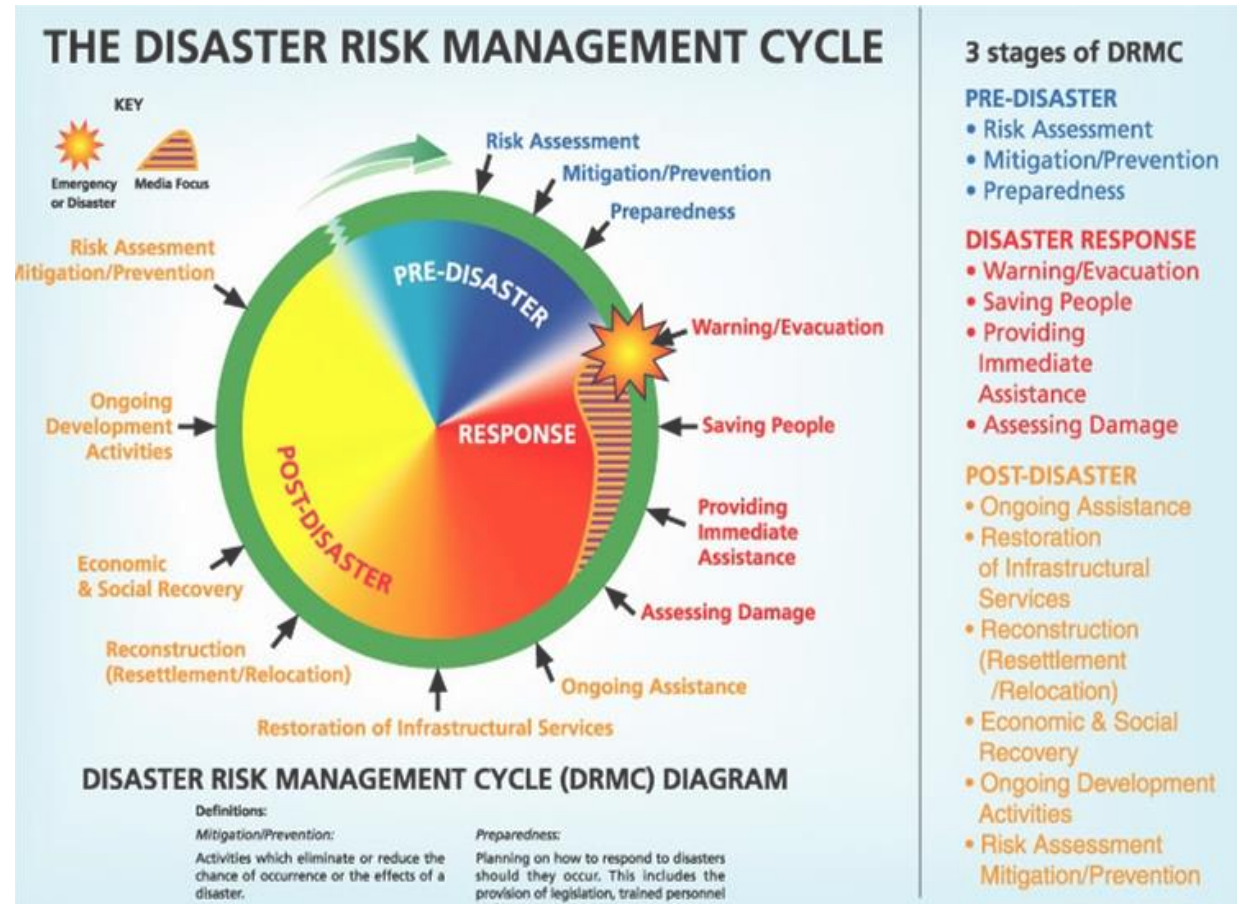 THE DISASTER RISK MANAGEMENT CYCLE
KEY
Emergency
or Disaster
Media Focus
Risk Assessment
Mitigation/Prevention
Preparedness
Warning/Evacuation
Saving People
Providing
Immediate
Assistance
Assessing Damage
Ongoing Assistance
Restoration of Infrastructural Services
Reconstruction
(Resettlement/Relocation)
Economic
& Social Recovery
Ongoing
Development
Activities
Risk Assesment
Mitigation/Prevention
PRE-DISASTER
RESPONSE
POST-DISASTER
DISASTER RISK MANAGEMENT CYCLE (DRMC) DIAGRAM
Definitions:
Mitigation/Prevention:
Activities which eliminate or reduce the
chance of occurrence or the effects of a
disaster.
Preparedness:
Planning on how to respond to disasters
should they occur. This includes the
provision of legislation, trained personnel
3 stages of DRMC
PRE-DISASTER
• Risk Assessment
• Mitigation/Prevention
• Preparedness
DISASTER RESPONSE
• Warning/Evacuation
• Saving People
• Providing
Immediate
Assistance
• Assessing Damage
POST-DISASTER
• Ongoing Assistance
• Restoration
of Infrastructural
Services
• Reconstruction
(Resettlement
/Relocation)
• Economic & Social
Recovery
• Ongoing Development
Activities
• Risk Assessment
Mitigation/Prevention